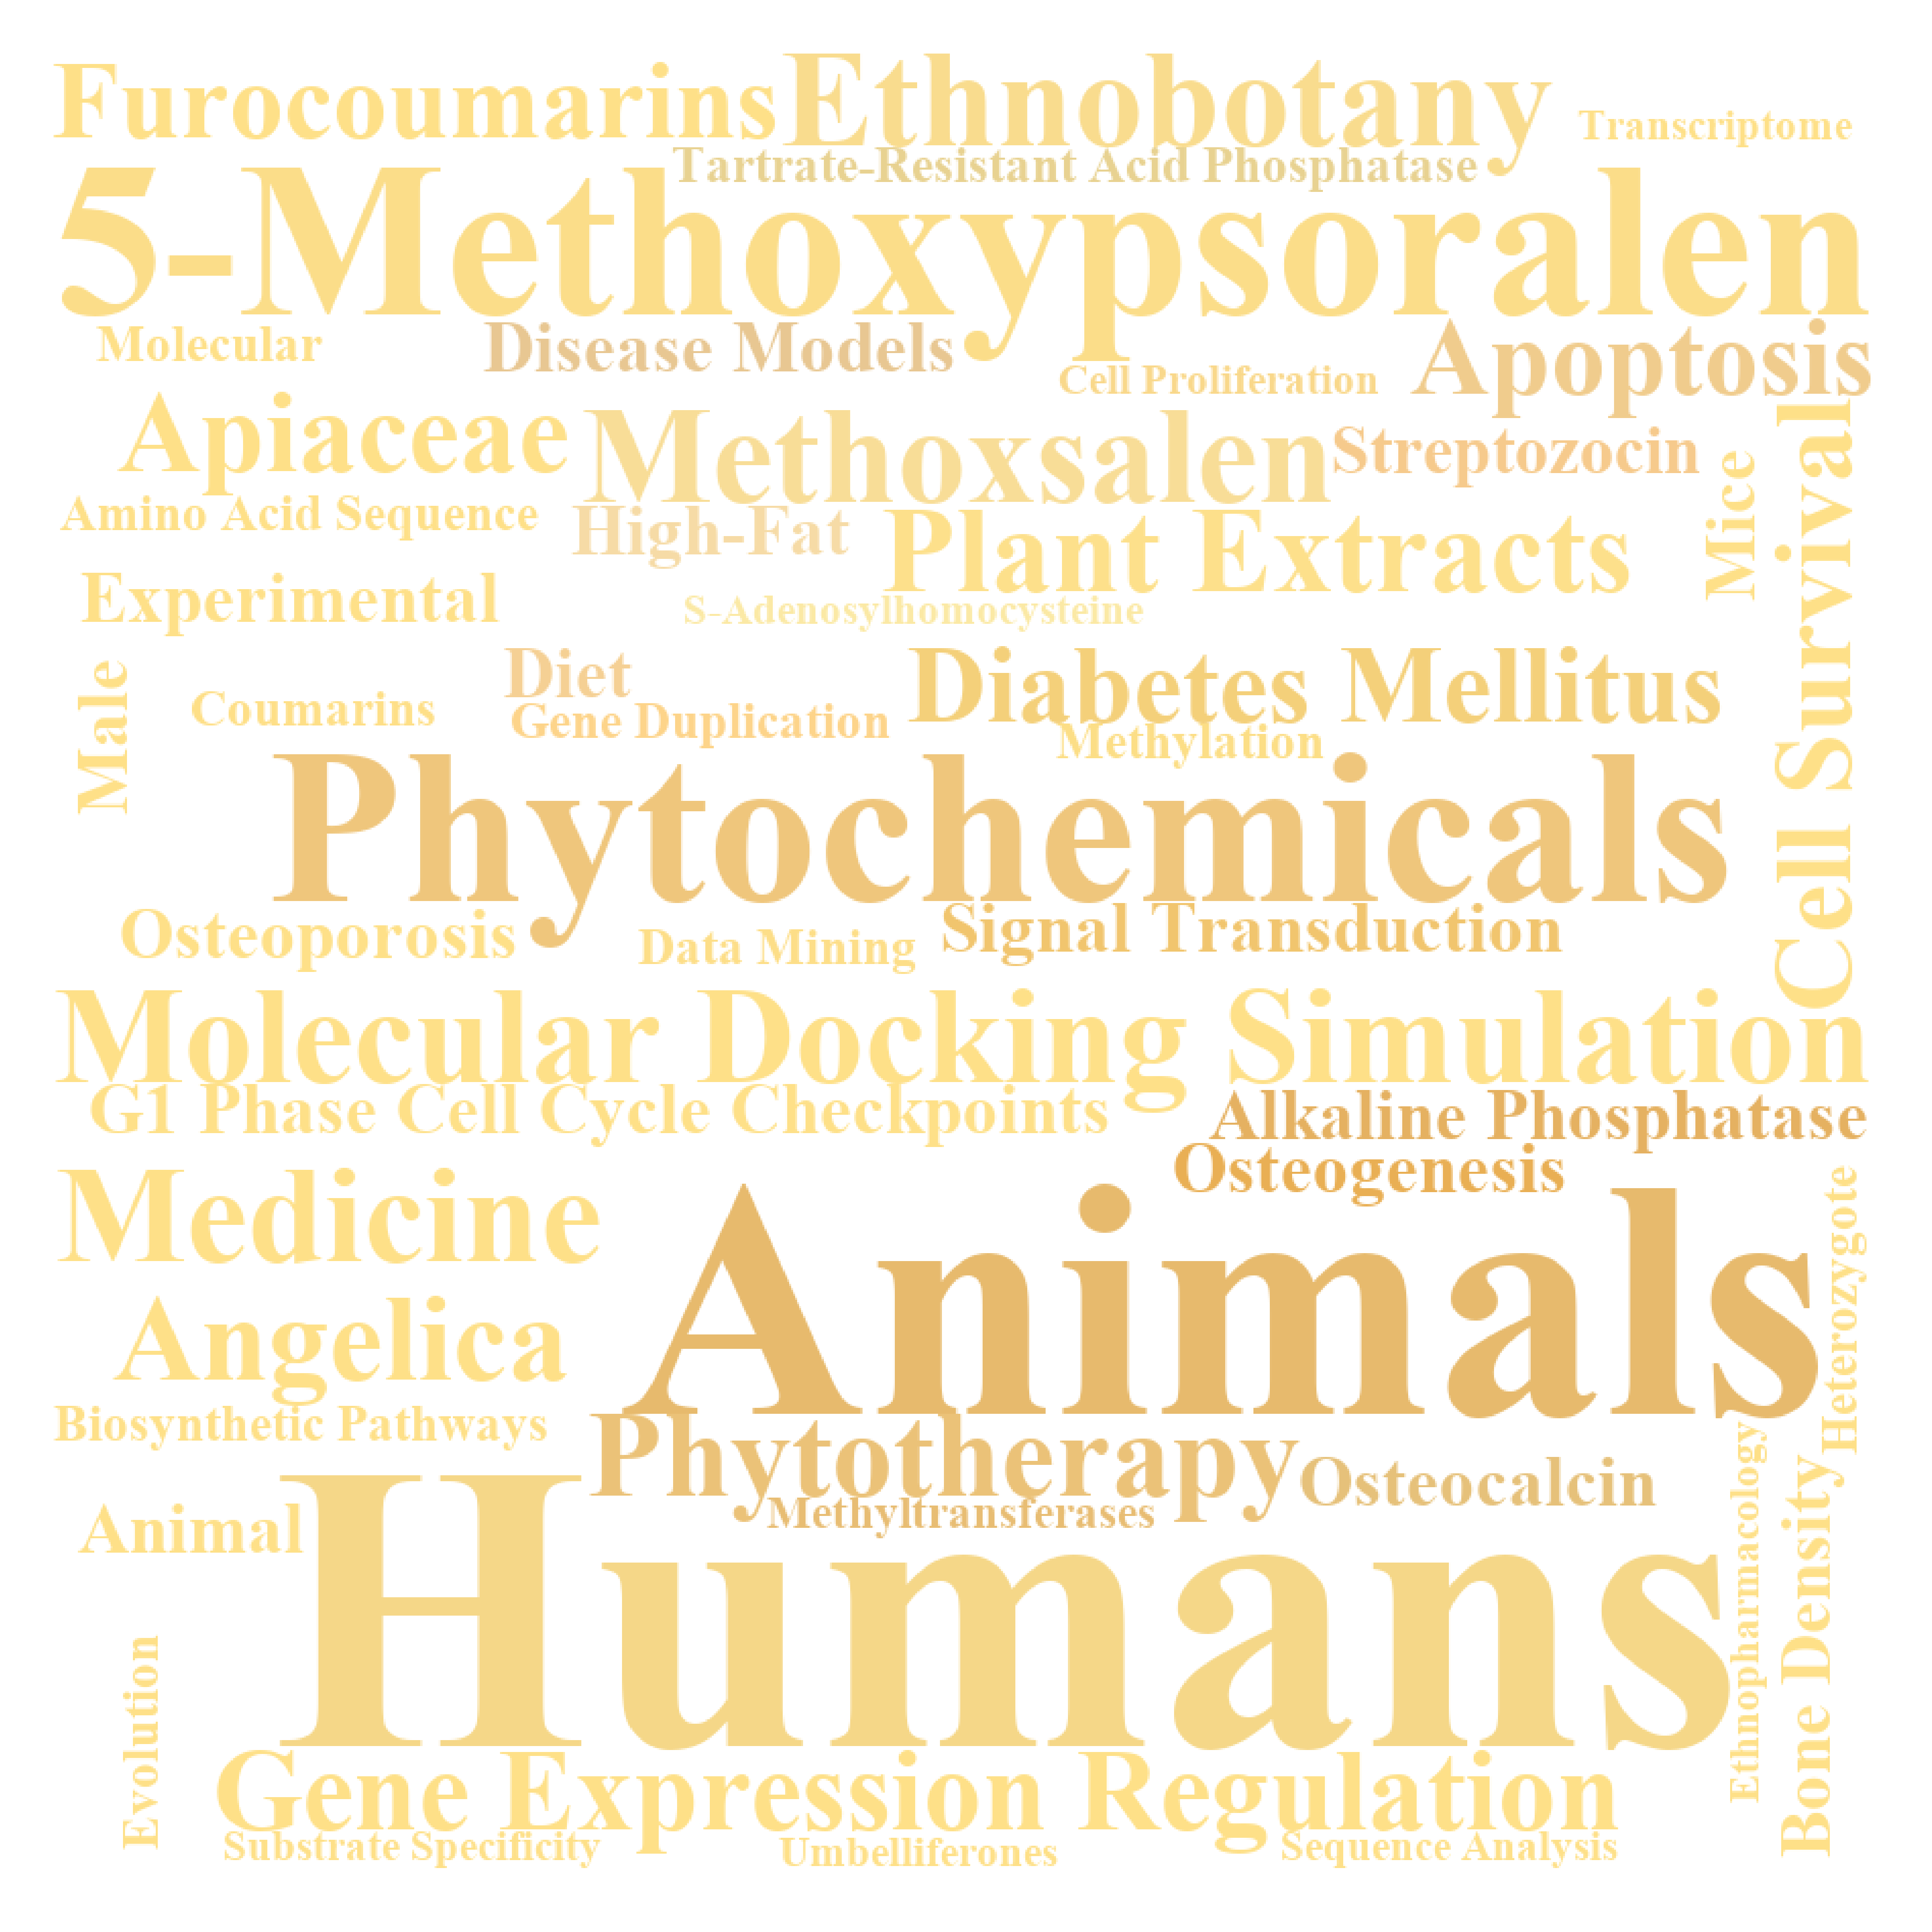 Furocoumarins
Ethnobotany
Transcriptome
Tartrate-Resistant Acid Phosphatase
5-Methoxypsoralen
Molecular
Disease Models
Cell Proliferation
Apoptosis
Apiaceae
Methoxsalen
Streptozocin
Mice
Cell Survival
Amino Acid Sequence
High-Fat
Plant Extracts
Experimental
S-Adenosylhomocysteine
Male
Diet
Diabetes Mellitus
Coumarins
Gene Duplication
Methylation
Phytochemicals
Osteoporosis
Data Mining
Signal Transduction
Molecular Docking Simulation
G1 Phase Cell Cycle Checkpoints
Alkaline Phosphatase
Osteogenesis
Medicine
Animals
Heterozygote
Angelica
Biosynthetic Pathways
Phytotherapy
Osteocalcin
Methyltransferases
Animal
Humans
Ethnopharmacology
Bone Density
Evolution
Gene Expression Regulation
Substrate Specificity
Umbelliferones
Sequence Analysis